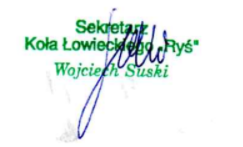 Sekretarz
Koła Łowieckiego „Ryś"
Wojciech Suski